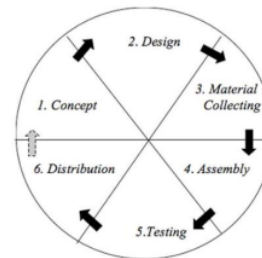 1. Concept
2. Design
3. Material
Collecting
4. Assembly
5.Testing
6. Distribution